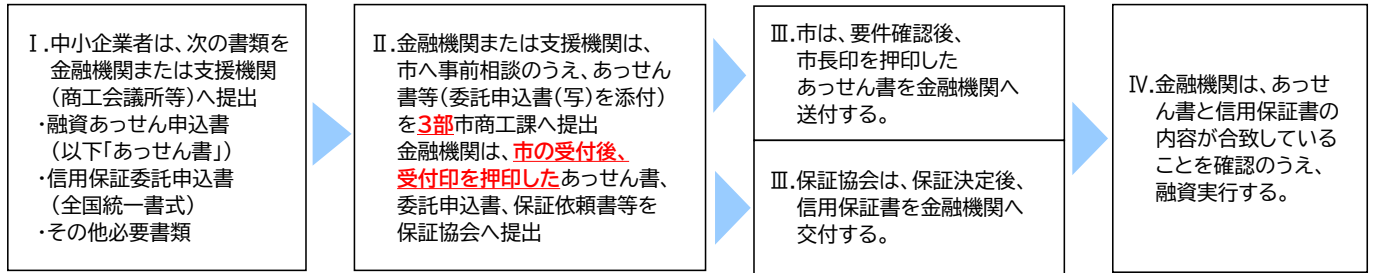 Ⅰ.中小企業者は、次の書類を
金融機関または支援機関
(商工会議所等)へ提出
・融資あっせん申込書
(以下「あっせん書」)
・信用保証委託申込書
(全国統一書式)
・その他必要書類
Ⅱ.金融機関または支援機関は、
市へ事前相談のうえ、あっせん
書等(委託申込書(写)を添付)
を3部市商工課へ提出
金融機関は、市の受付後、
受付印を押印したあっせん書、
委託申込書、保証依頼書等を
保証協会へ提出
Ⅲ.市は、要件確認後、
市長印を押印した
あっせん書を金融機関へ
送付する。
Ⅲ.保証協会は、保証決定後、
信用保証書を金融機関へ
交付する。
Ⅳ.金融機関は、あっせ
ん書と信用保証書の
内容が合致している
ことを確認のうえ、
融資実行する。